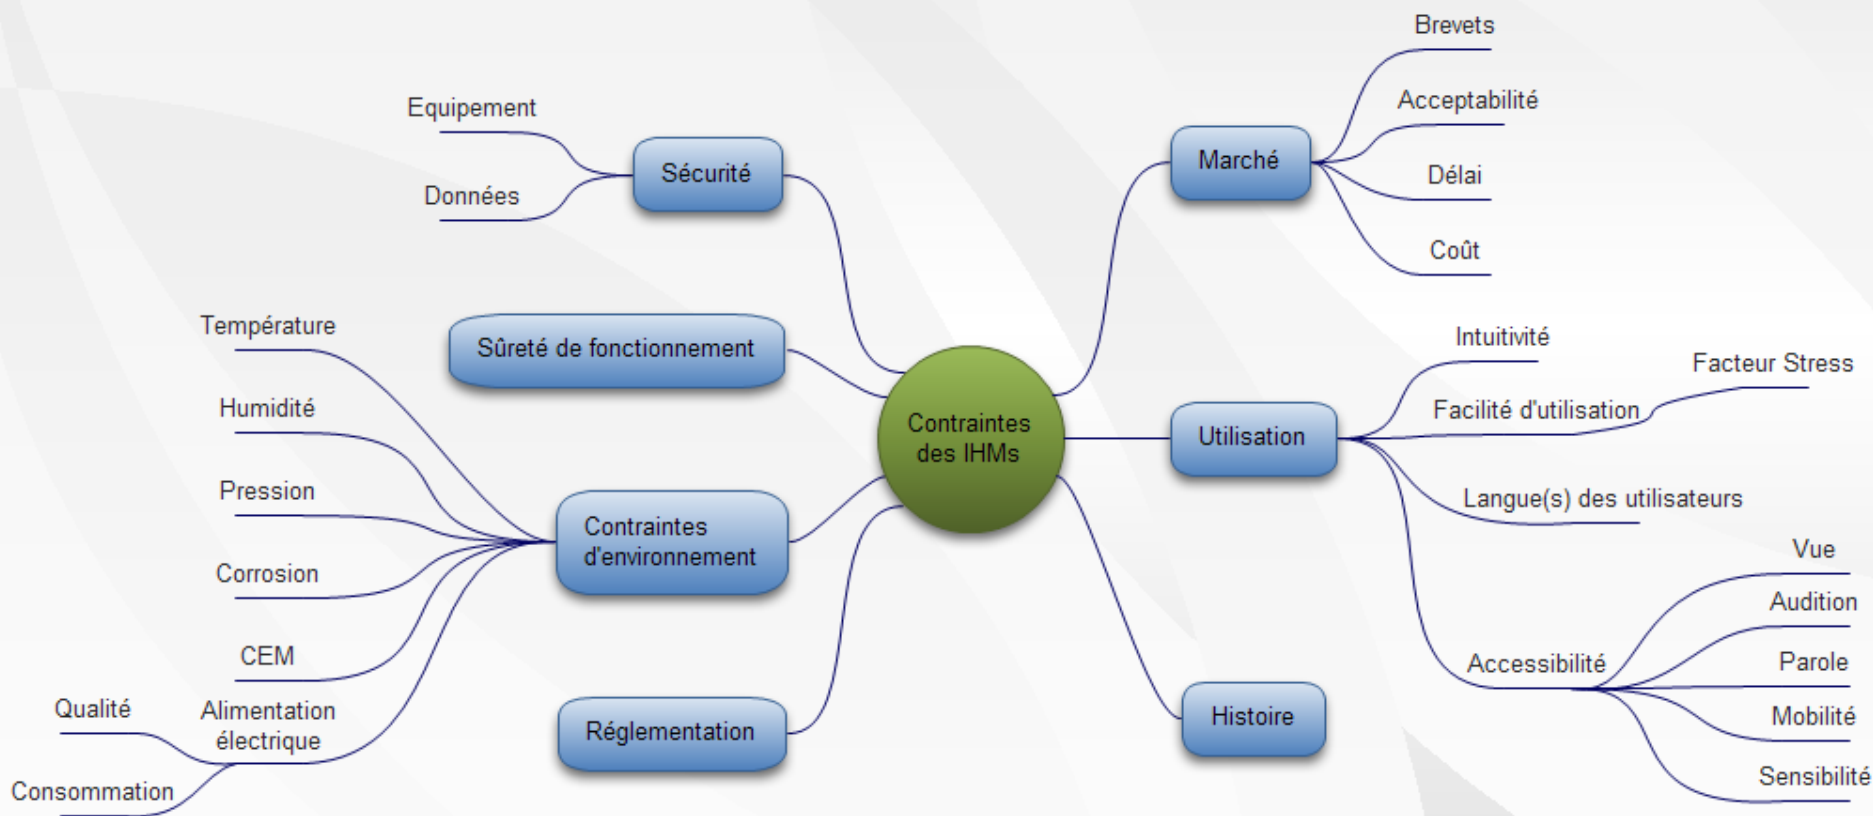 Contraintes
des IHMs
Sécurité
Equipement
Données
Sûreté de fonctionnement
Contraintes
d'environnement
Température
Humidité
Pression
Corrosion
CEM
Alimentation
électrique
Qualité
Consommation
Réglementation
Marché
Brevets
Acceptabilité
Délai
Coût
Utilisation
Intuitivité
Facilité d'utilisation
Facteur Stress
Langue(s) des utilisateurs
Accessibilité
Vue
Audition
Parole
Mobilité
Sensibilité
Histoire